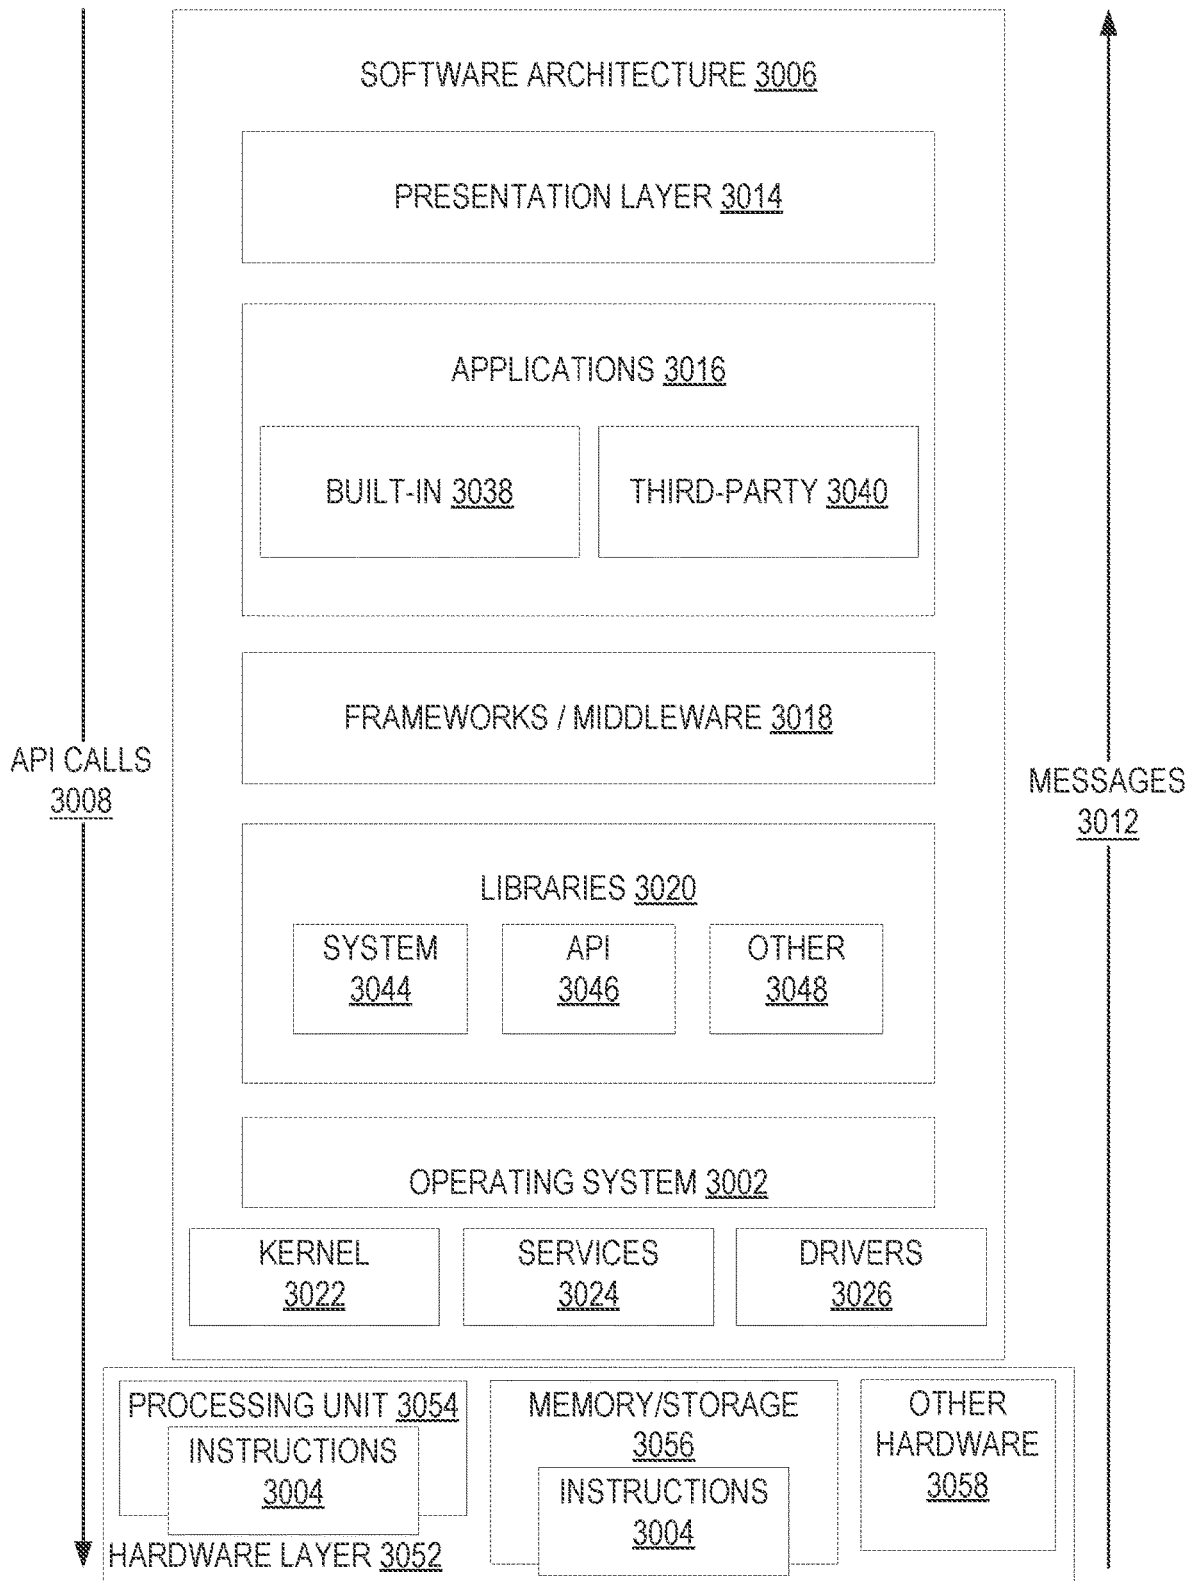 SOFTWARE ARCHITECTURE 3006
PRESENTATION LAYER 3014
APPLICATIONS 3016
BUILT-IN 3038
THIRD-PARTY 3040
FRAMEWORKS / MIDDLEWARE 3018
API CALLS
3008
MESSAGES
3012
LIBRARIES 3020
SYSTEM
3044
API
3046
OTHER
3048
OPERATING SYSTEM 3002
KERNEL
3022
SERVICES
3024
DRIVERS
3026
PROCESSING UNIT 3054
INSTRUCTIONS
3004
MEMORY/STORAGE
3056
INSTRUCTIONS
3004
OTHER
HARDWARE
3058
HARDWARE LAYER 3052